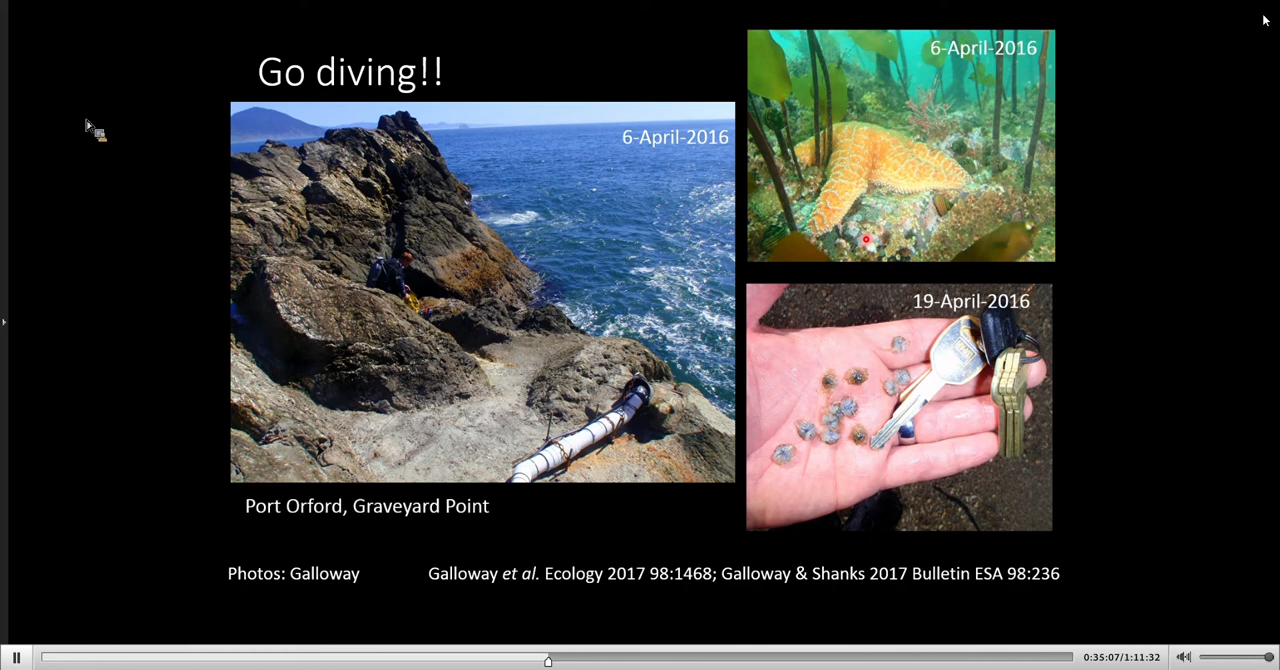 Go diving!!
6-April-2016
6-April-2016
19-April-2016
Port Orford, Graveyard Point
Photos: Galloway
Galloway et al. Ecology 2017 98:1468; Galloway & Shanks 2017 Bulletin ESA 98:236
0:35:07/1:11:32